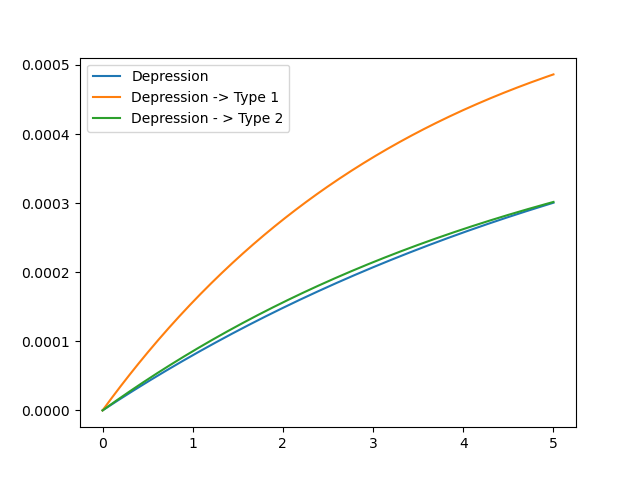 0.0005
0.0004
0.0003
0.0002
0.0001
0.0000
Depression
Depression -> Type 1
Depression - > Type 2
0 1 2 3 4 5